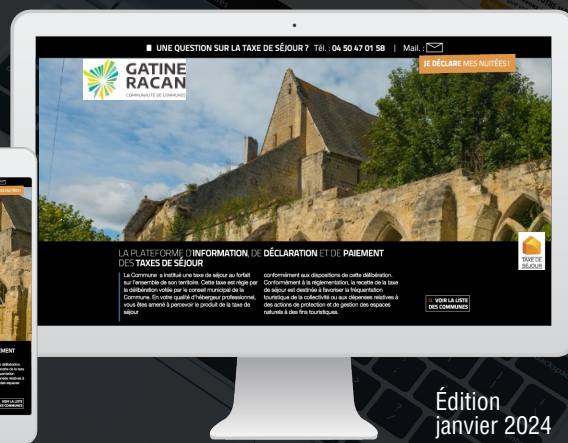 UNE QUESTION SUR LA TAXE DE SÉJOUR ? Tél. : 04 50 47 01 58 | Mail. :
JE DÉCLARE MES NUITÉES !
GATINE
RACAN
COMMUNAUTÉ DE COMMUNES
LA PLATEFORME D'INFORMATION, DE DÉCLARATION ET DE PAIEMENT
DES TAXES DE SÉJOUR
La Commune a institué une taxe de séjour au forfait
sur l'ensemble de son territoire. Cette taxe est régie par
la délibération votée par le conseil municipal de la
Commune. En votre qualité d'hébergeur professionnel,
vous êtes amené à percevoir le produit de la taxe de
séjour
conformément aux dispositions de cette délibération.
Conformément à la réglementation, la recette de la taxe
de séjour est destinée à favoriser la fréquentation
touristique de la collectivité ou aux dépenses relatives à
des actions de protection et de gestion des espaces
naturels à des fins touristiques.
TAXE DE
SÉJOUR
VOIR LA LISTE
DES COMMUNES
Édition
janvier 2024